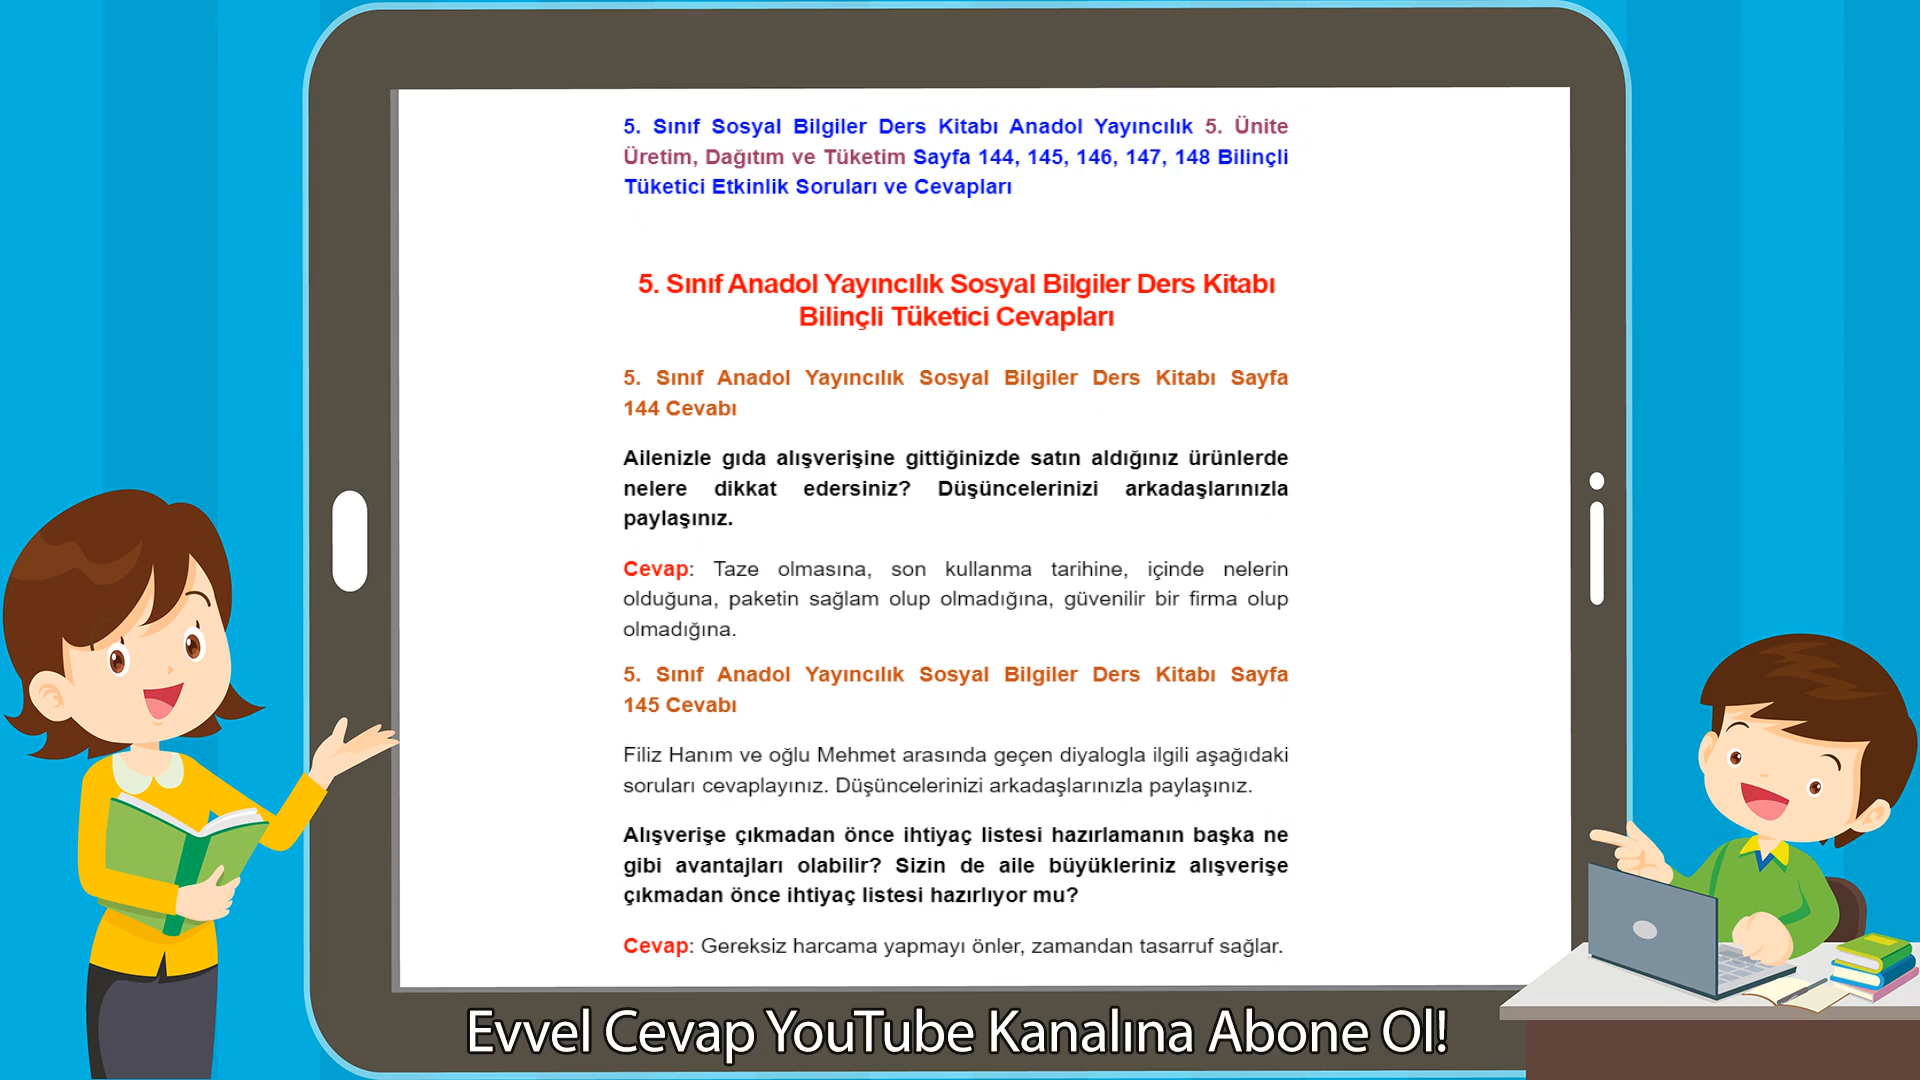 5. Sınıf Sosyal Bilgiler Ders Kitabı Anadol Yayıncılık 5. Ünite
Üretim, Dağıtım ve Tüketim Sayfa 144, 145, 146, 147, 148 Bilinçli
Tüketici Etkinlik Soruları ve Cevapları
5. Sınıf Anadol Yayıncılık Sosyal Bilgiler Ders Kitabı
Bilinçli Tüketici Cevapları
5. Sınıf Anadol Yayıncılık Sosyal Bilgiler Ders Kitabı Sayfa
144 Cevabı
Ailenizle gıda alışverişine gittiğinizde satın aldığınız ürünlerde
nelere dikkat edersiniz? Düşüncelerinizi arkadaşlarınızla
paylaşınız.
Cevap: Taze olmasına, son kullanma tarihine, içinde nelerin
olduğuna, paketin sağlam olup olmadığına, güvenilir bir firma olup
olmadığına.
5. Sınıf Anadol Yayıncılık Sosyal Bilgiler Ders Kitabı Sayfa
145 Cevabı
Filiz Hanım ve oğlu Mehmet arasında geçen diyalogla ilgili aşağıdaki
soruları cevaplayınız. Düşüncelerinizi arkadaşlarınızla paylaşınız.
Alışverişe çıkmadan önce ihtiyaç listesi hazırlamanın başka ne
gibi avantajları olabilir? Sizin de aile büyükleriniz alışverişe
çıkmadan önce ihtiyaç listesi hazırlıyor mu?
Cevap: Gereksiz harcama yapmayı önler, zamandan tasarruf sağlar.
Evvel Cevap YouTube Kanalına Abone Ol!